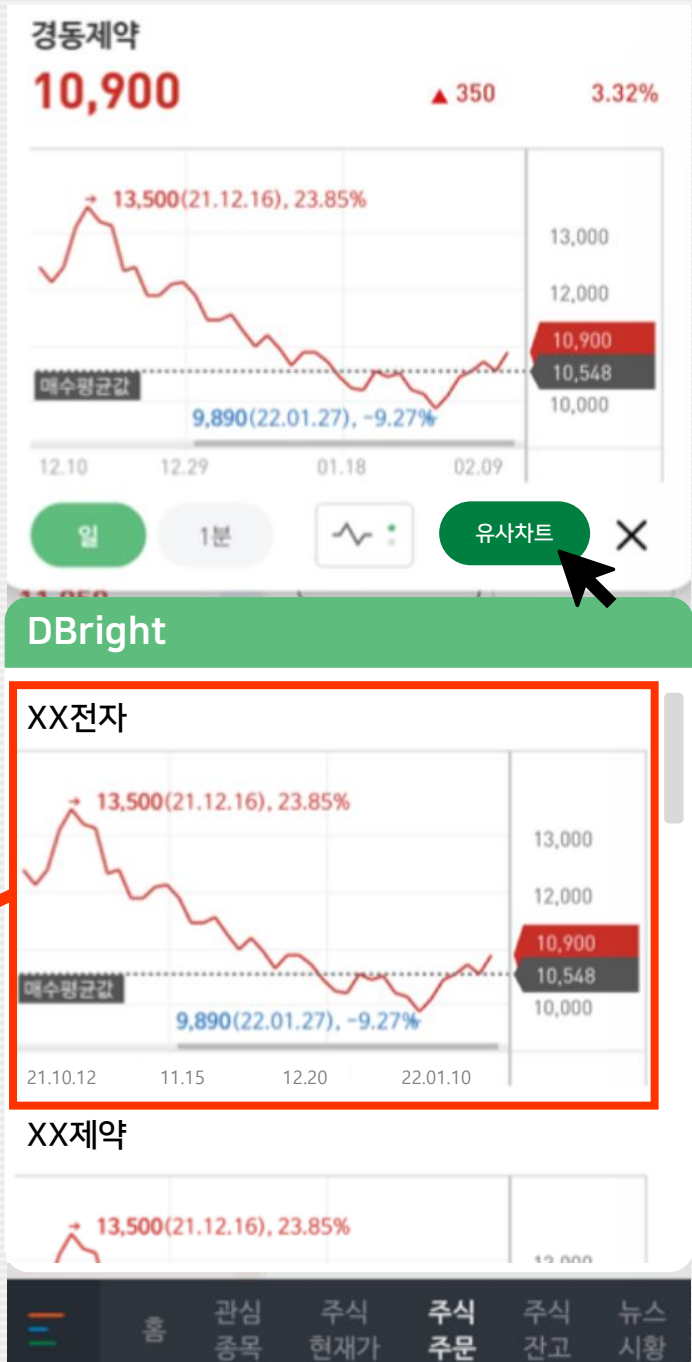 경동제약
10,900 ▲ 350 3.32%
→ 13,500(21.12.16), 23.85%
13,000
12,000
10,900
10,548
매수평균값
10,000
9,890(22.01.27), -9.27%
12.10 12.29 01.18 02.09
일 1분 유사차트
DBright
XX전자
→ 13,500(21.12.16), 23.85%
13,000
12,000
10,900
10,548
매수평균값
10,000
9,890(22.01.27), -9.27%
21.10.12 11.15 12.20 22.01.10
XX제약
→ 13,500(21.12.16), 23.85%
홈 관심 종목 주식 현재가 주식 주문 주식 잔고 뉴스 시황